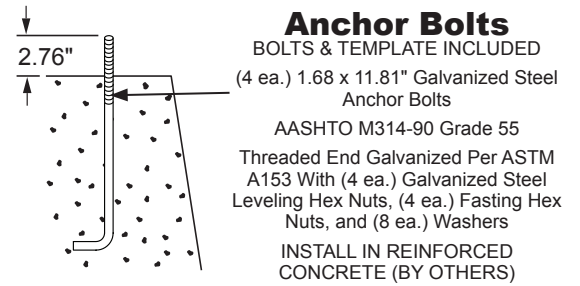 2.76"
Anchor Bolts
BOLTS & TEMPLATE INCLUDED
(4 ea.) 1.68 x 11.81" Galvanized Steel
Anchor Bolts
AASHTO M314-90 Grade 55
Threaded End Galvanized Per ASTM
A153 With (4 ea.) Galvanized Steel
Leveling Hex Nuts, (4 ea.) Fasting Hex
Nuts, and (8 ea.) Washers
INSTALL IN REINFORCED
CONCRETE (BY OTHERS)